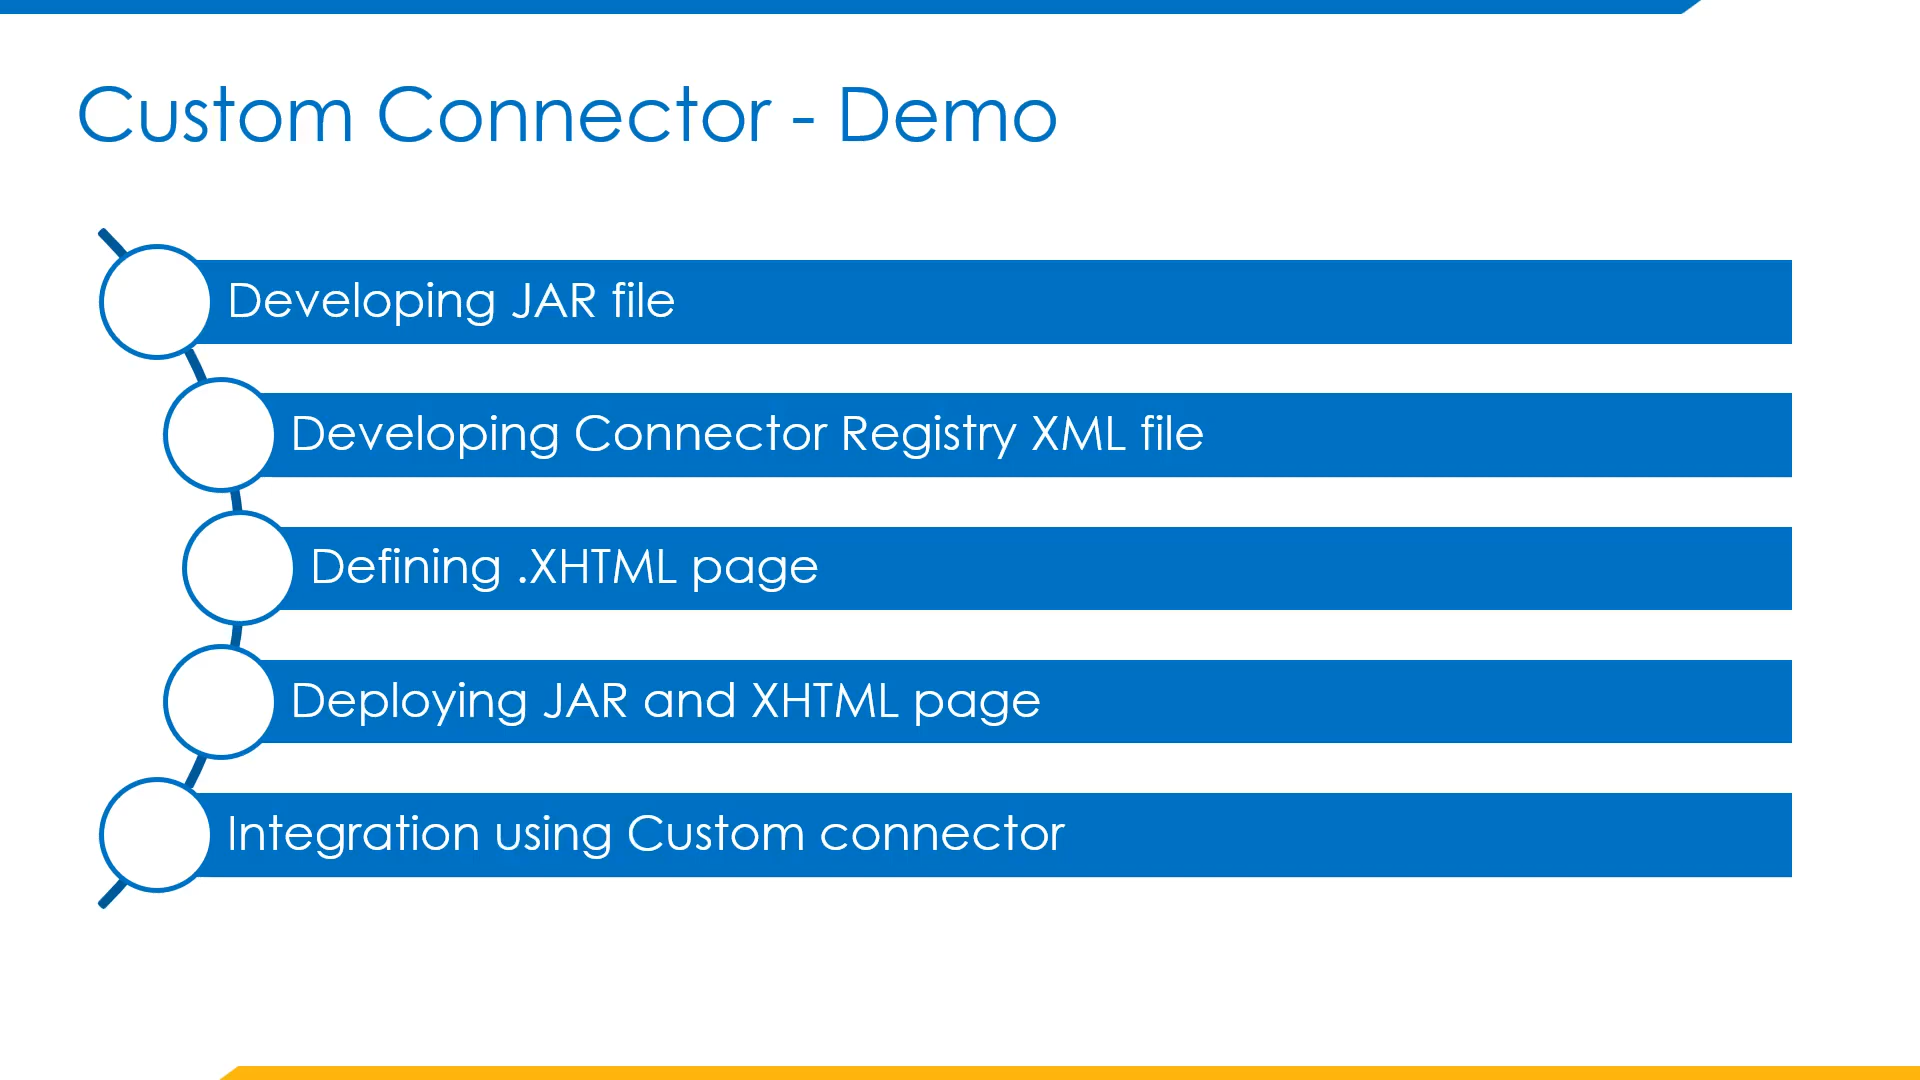 Custom Connector - Demo
Developing JAR file
Developing Connector Registry XML file
Defining .XHTML page
Deploying JAR and XHTML page
Integration using Custom connector